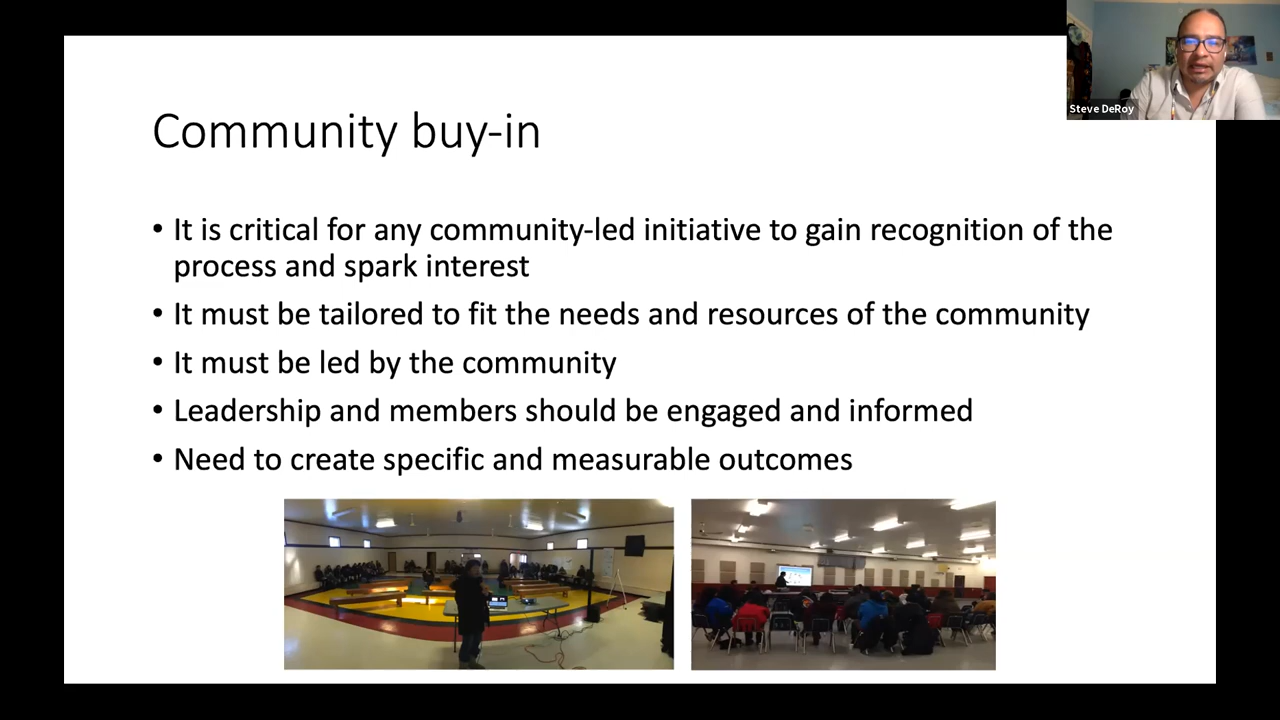 Steve DeRoy
Community buy-in
• It is critical for any community-led initiative to gain recognition of the
process and spark interest
• It must be tailored to fit the needs and resources of the community
• It must be led by the community
• Leadership and members should be engaged and informed
• Need to create specific and measurable outcomes